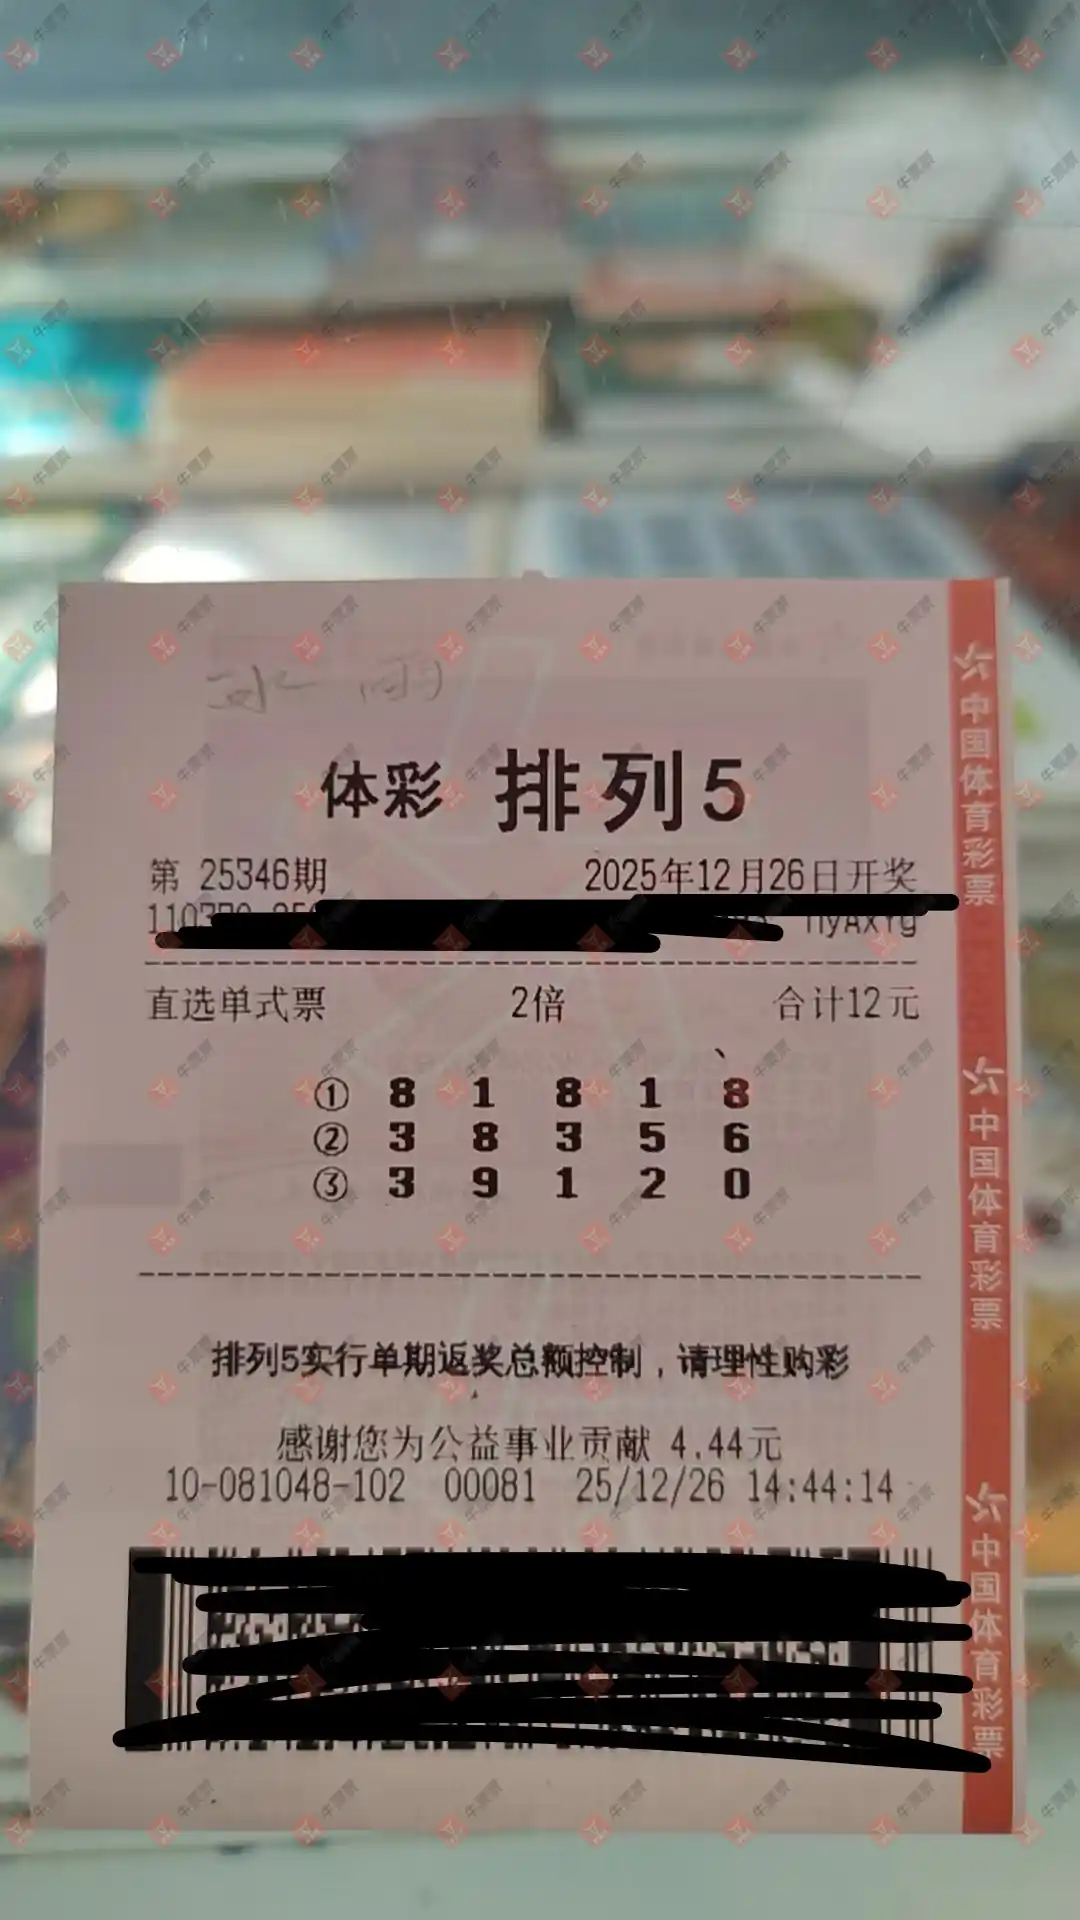 冰雨
体彩 排列5
第 25346期 2025年12月26日开奖
直选单式票 2倍 合计12元
① 8 1 8 1 8
② 3 8 3 5 6
③ 3 9 1 2 0
排列5实行单期返奖总额控制，请理性购彩
感谢您为公益事业贡献 4.44元
10-081048-102 00081 25/12/26 14:44:14
中国体育彩票
中国体育彩票
中国体育彩票
牛票票